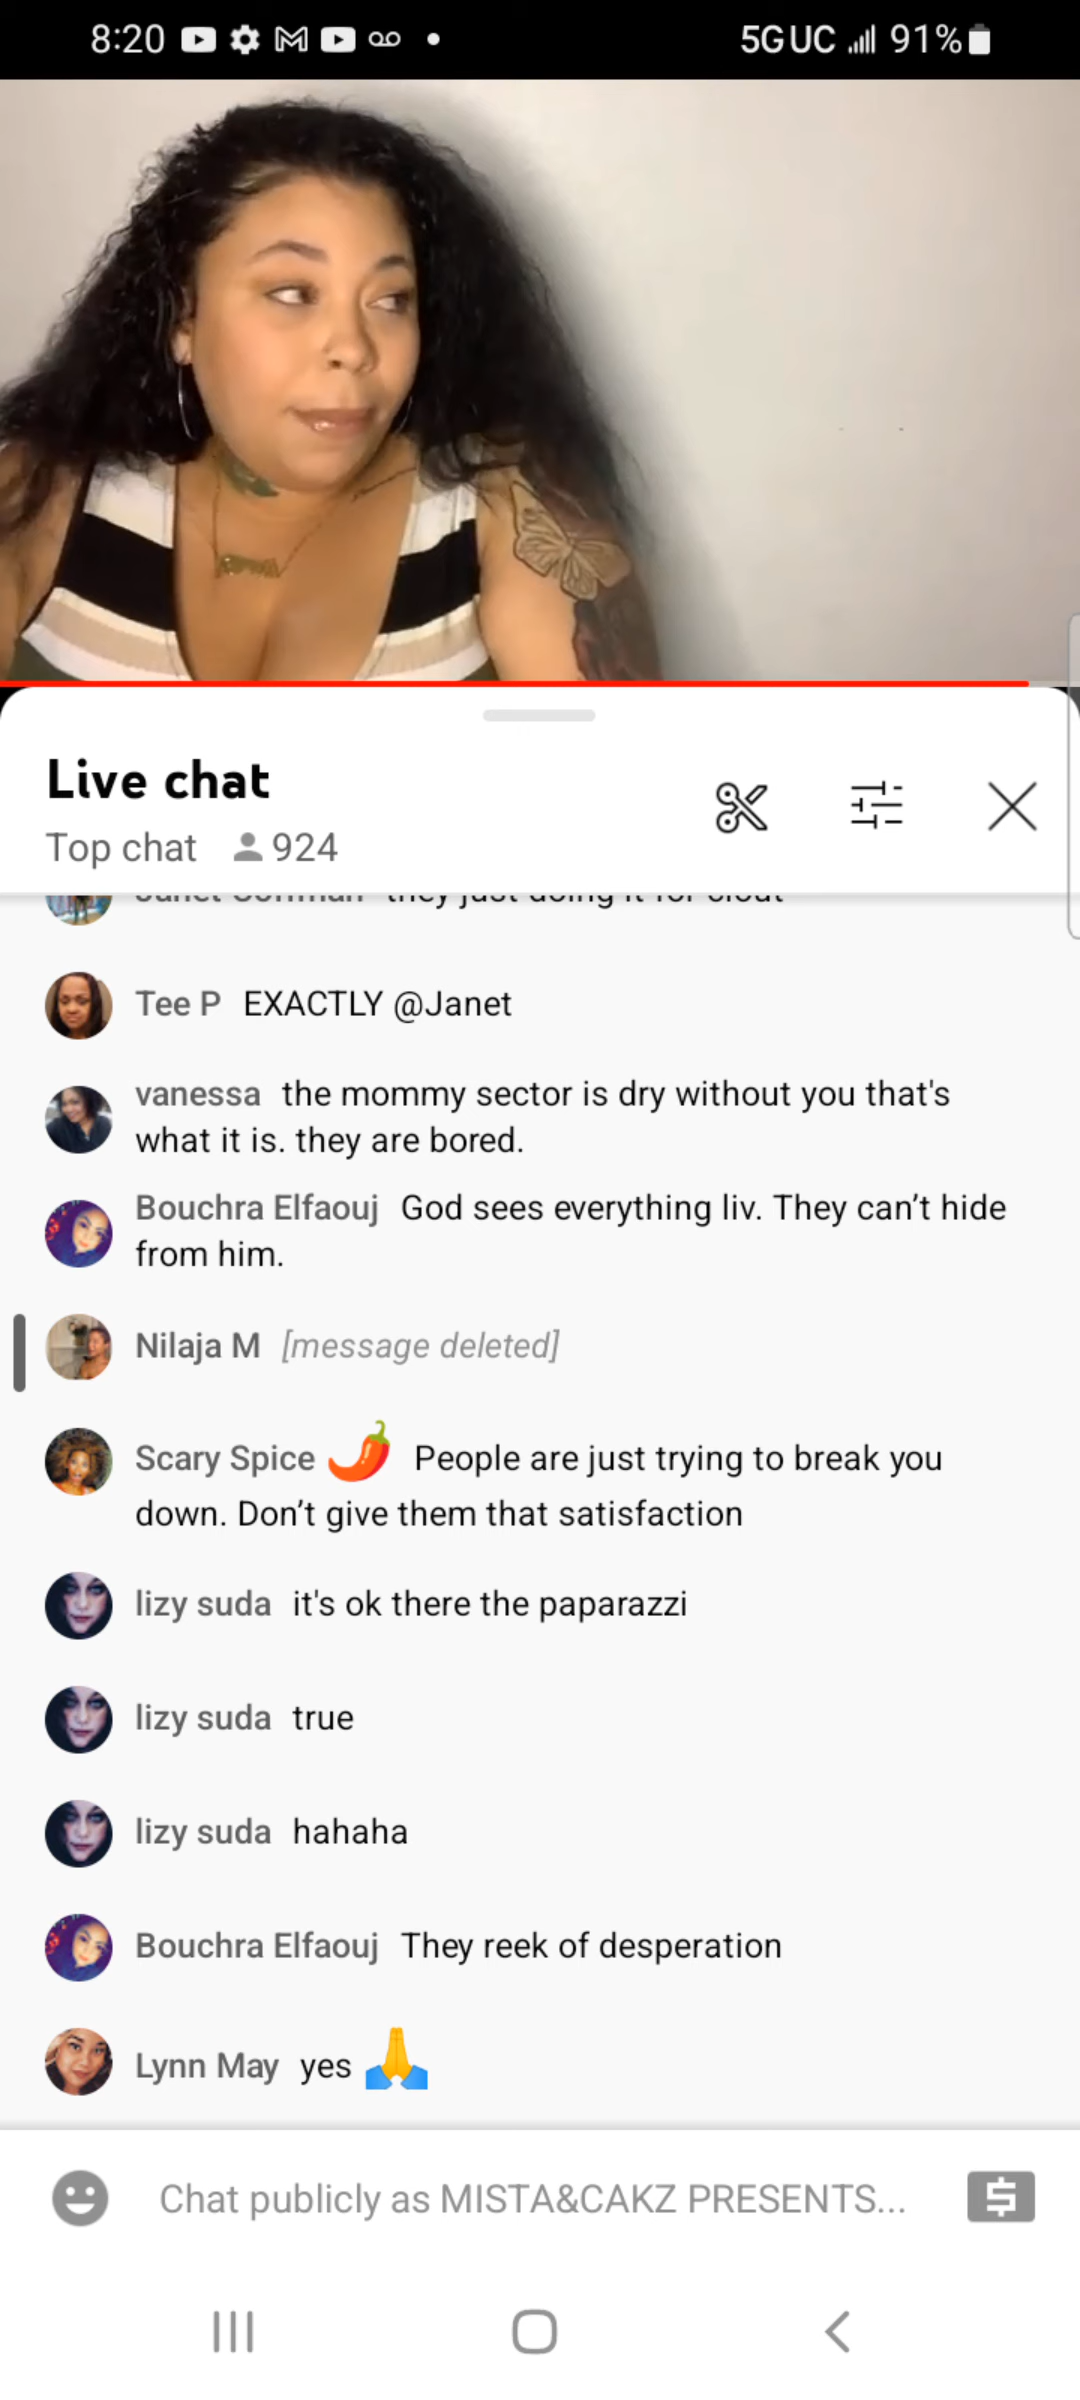 8:20 5G UC 91%
Live chat
Top chat 924
they just doing it for clout
Tee P EXACTLY @Janet
vanessa the mommy sector is dry without you that's
what it is. they are bored.
Bouchra Elfaouj God sees everything liv. They can’t hide
from him.
Nilaja M [message deleted]
Scary Spice 🌶️ People are just trying to break you
down. Don’t give them that satisfaction
lizy suda it's ok there the paparazzi
lizy suda true
lizy suda hahaha
Bouchra Elfaouj They reek of desperation
Lynn May yes 🙏
Chat publicly as MISTA&CAKZ PRESENTS...